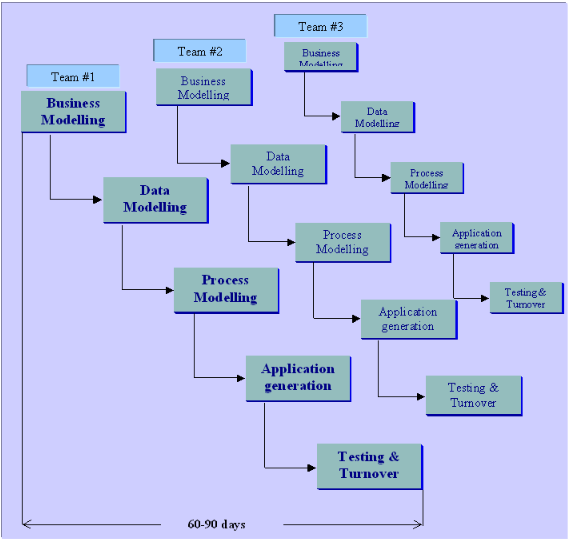 Team #1
Business
Modelling
Data
Modelling
Process
Modelling
Application
generation
Testing &
Turnover
Team #2
Business
Modelling
Data
Modelling
Process
Modelling
Application
generation
Testing &
Turnover
Team #3
Business
Modelling
Data
Modelling
Process
Modelling
Application
generation
Testing &
Turnover
60-90 days